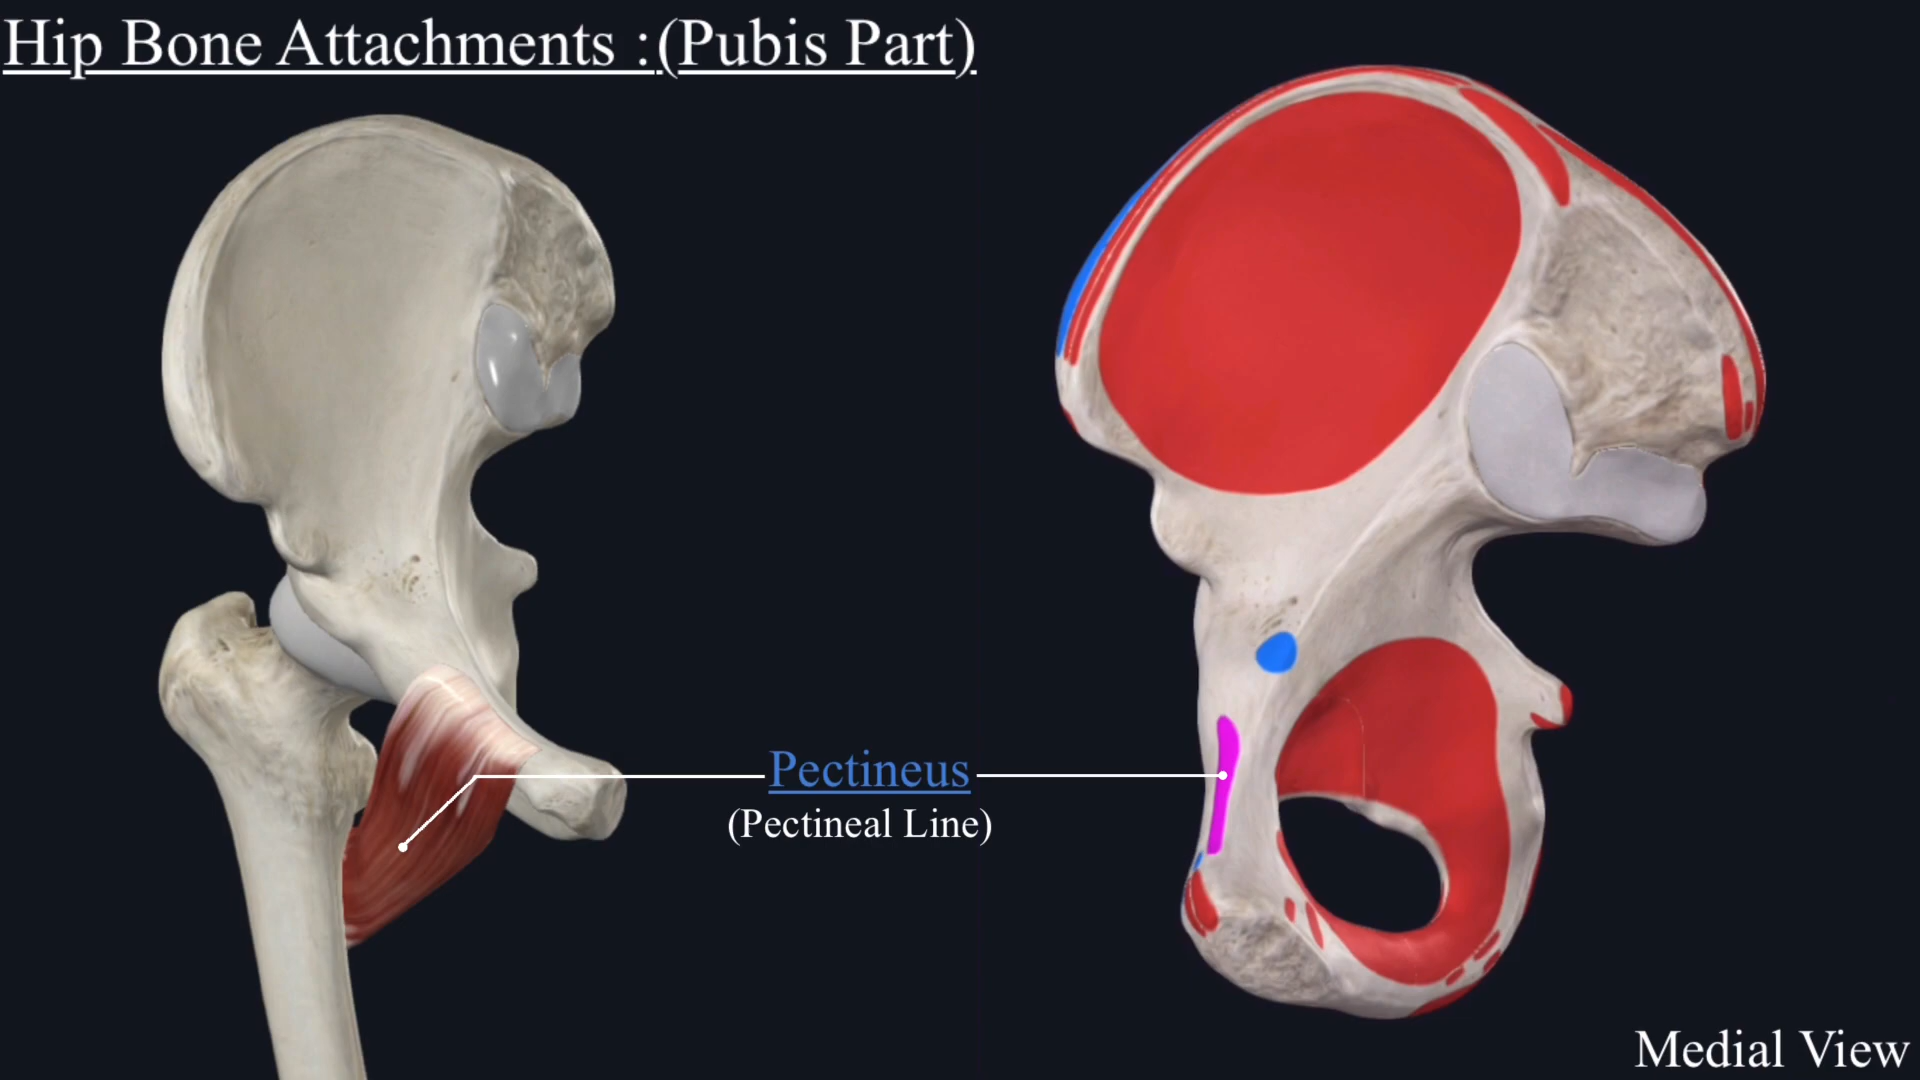 Hip Bone Attachments :(Pubis Part)
Pectineus
(Pectineal Line)
Medial View